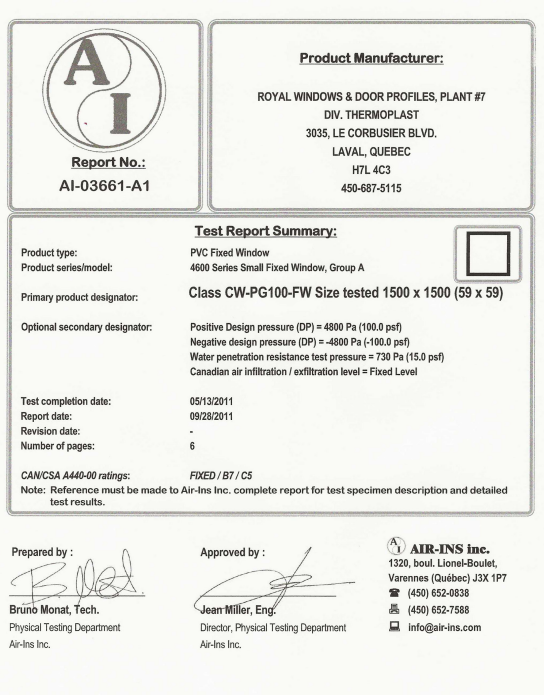 A
I
Report No.:
AI-03661-A1
Product Manufacturer:
ROYAL WINDOWS & DOOR PROFILES, PLANT #7
DIV. THERMOPLAST
3035, LE CORBUSIER BLVD.
LAVAL, QUEBEC
H7L 4C3
450-687-5115
Test Report Summary:
Product type: PVC Fixed Window
Product series/model: 4600 Series Small Fixed Window, Group A
Primary product designator: Class CW-PG100-FW Size tested 1500 x 1500 (59 x 59)
Optional secondary designator: Positive Design pressure (DP) = 4800 Pa (100.0 psf)
Negative design pressure (DP) = -4800 Pa (-100.0 psf)
Water penetration resistance test pressure = 730 Pa (15.0 psf)
Canadian air infiltration / exfiltration level = Fixed Level
Test completion date: 05/13/2011
Report date: 09/28/2011
Revision date: -
Number of pages: 6
CAN/CSA A440-00 ratings: FIXED / B7 / C5
Note: Reference must be made to Air-Ins Inc. complete report for test specimen description and detailed
test results.
Prepared by :
Bruno Monat, Tech.
Physical Testing Department
Air-Ins Inc.
Approved by :
Jean Miller, Eng.
Director, Physical Testing Department
Air-Ins Inc.
A I AIR-INS inc.
1320, boul. Lionel-Boulet,
Varennes (Québec) J3X 1P7
(450) 652-0838
(450) 652-7588
info@air-ins.com